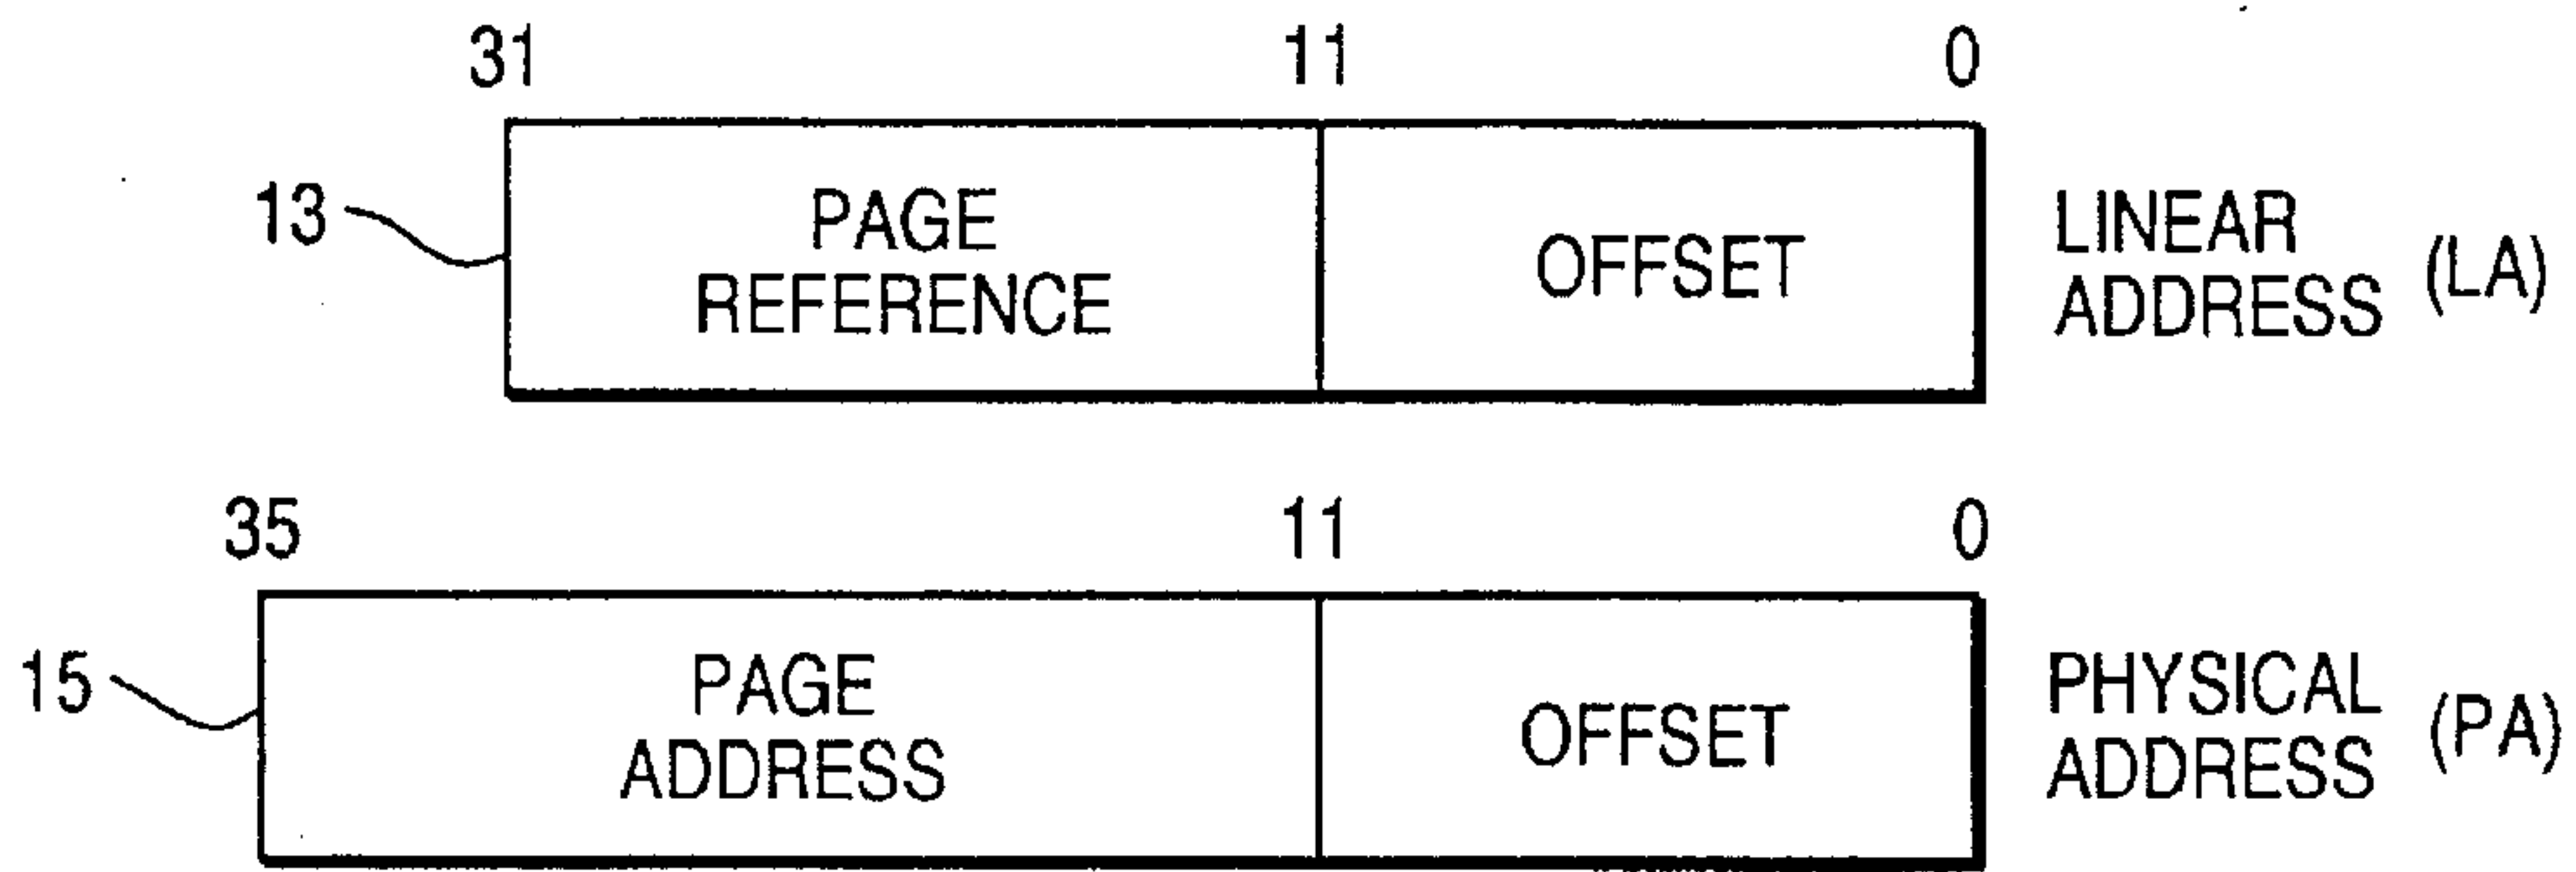 31 11 0
13
PAGE
REFERENCE
OFFSET
LINEAR
ADDRESS
(LA)
35 11 0
15
PAGE
ADDRESS
OFFSET
PHYSICAL
ADDRESS
(PA)